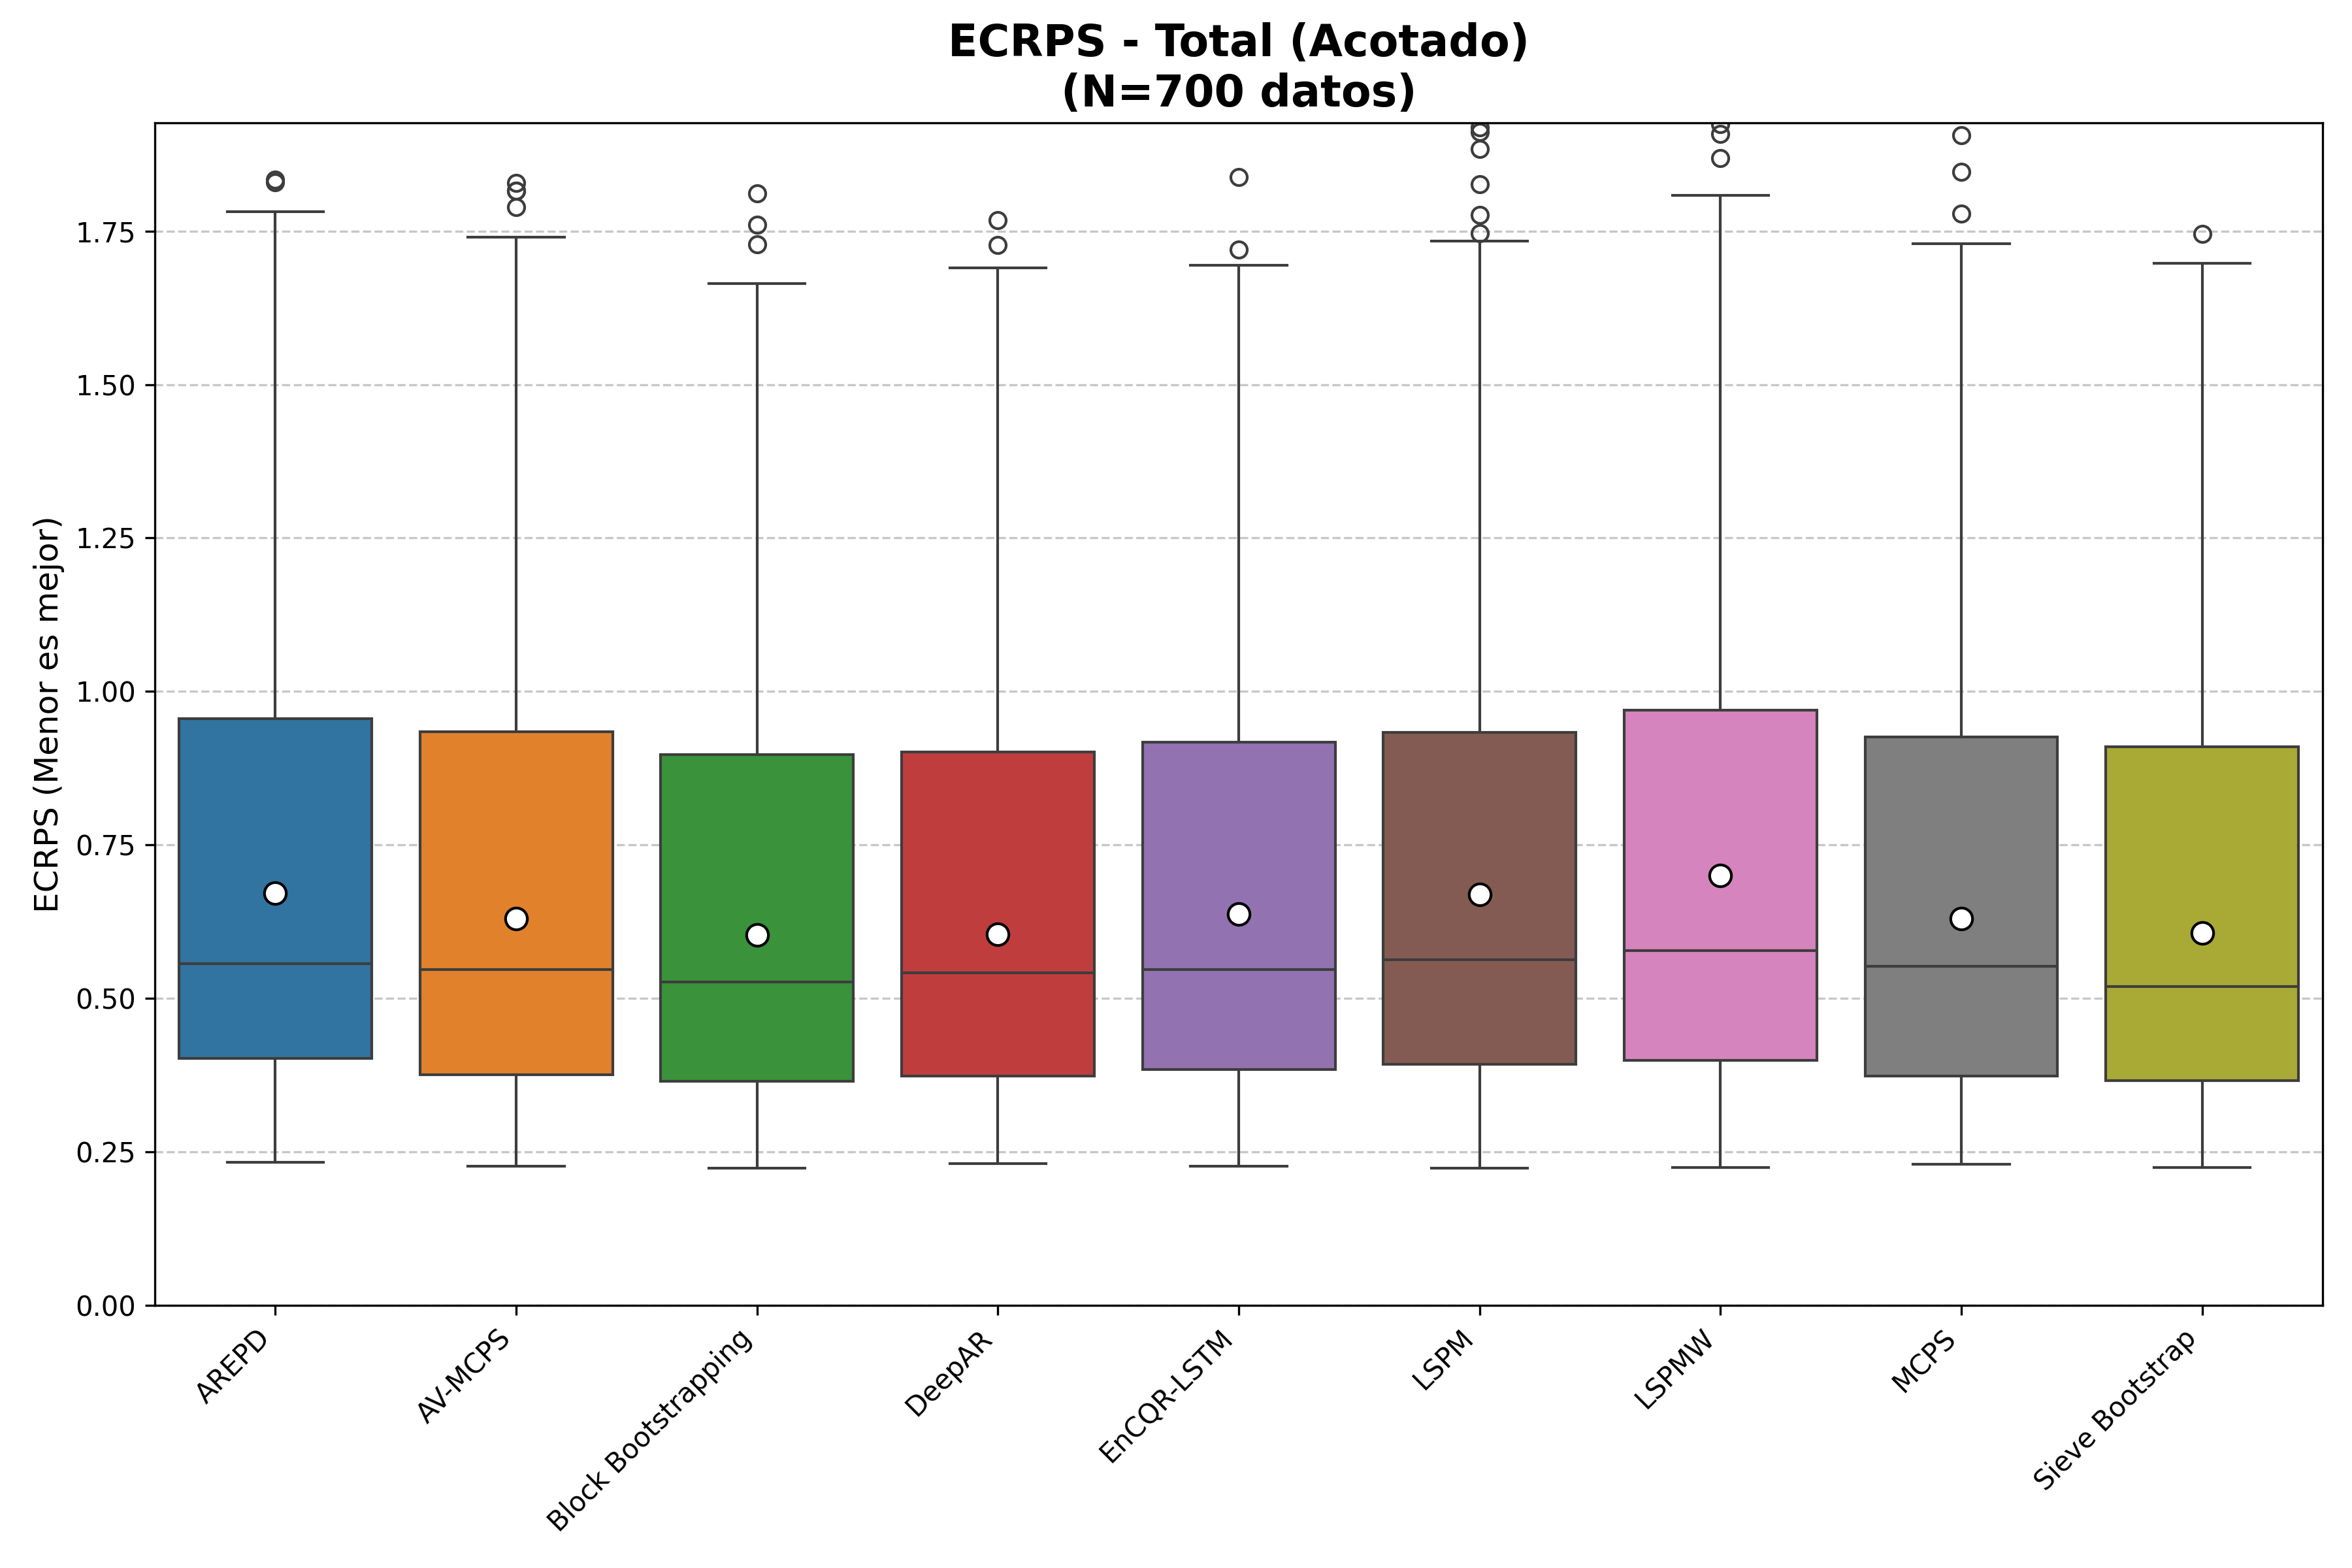 ECRPS - Total (Acotado)
(N=700 datos)
ECRPS (Menor es mejor)
1.75
1.50
1.25
1.00
0.75
0.50
0.25
0.00
AREPD
AV-MCPS
Block Bootstrapping
DeepAR
EnCQR-LSTM
LSPM
LSPMW
MCPS
Sieve Bootstrap